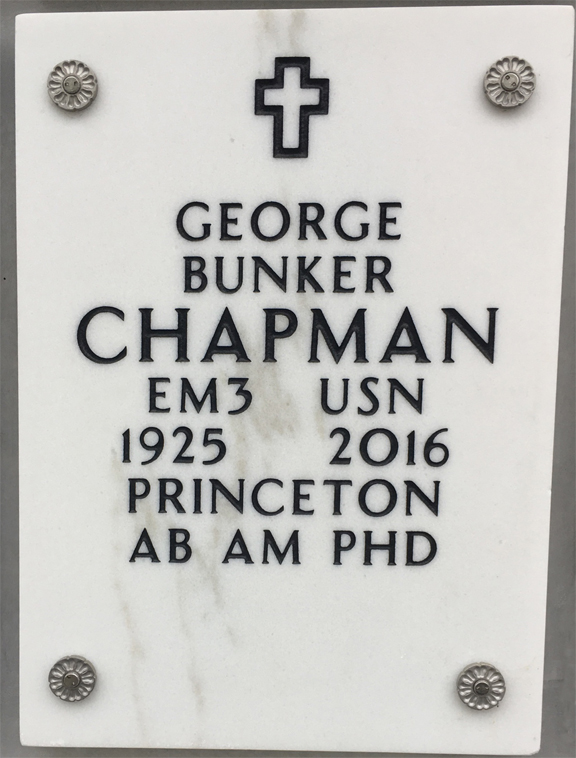 GEORGE
BUNKER
CHAPMAN
EM3 USN
1925 2016
PRINCETON
AB AM PHD